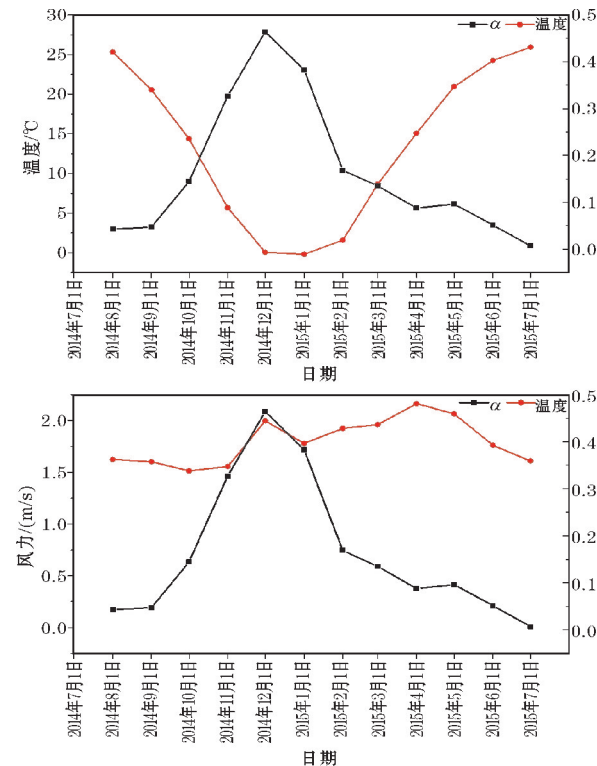 α 温度
30
25
20
15
10
5
0
温度/℃
0.5
0.4
0.3
0.2
0.1
0.0
2014年7月1日
2014年8月1日
2014年9月1日
2014年10月1日
2014年11月1日
2014年12月1日
2015年1月1日
2015年2月1日
2015年3月1日
2015年4月1日
2015年5月1日
2015年6月1日
2015年7月1日
日期
α 温度
2.0
1.5
1.0
0.5
0.0
风力/(m/s)
0.5
0.4
0.3
0.2
0.1
0.0
2014年7月1日
2014年8月1日
2014年9月1日
2014年10月1日
2014年11月1日
2014年12月1日
2015年1月1日
2015年2月1日
2015年3月1日
2015年4月1日
2015年5月1日
2015年6月1日
2015年7月1日
日期